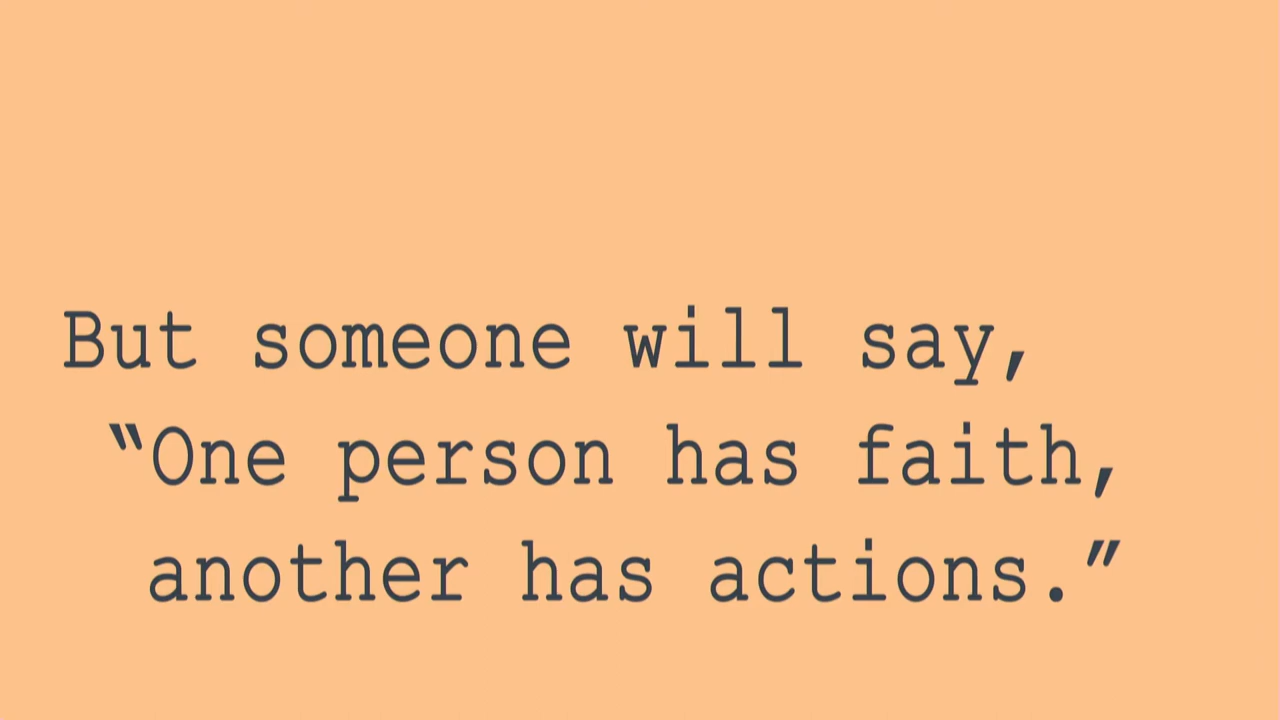 But someone will say,
“One person has faith,
another has actions.”